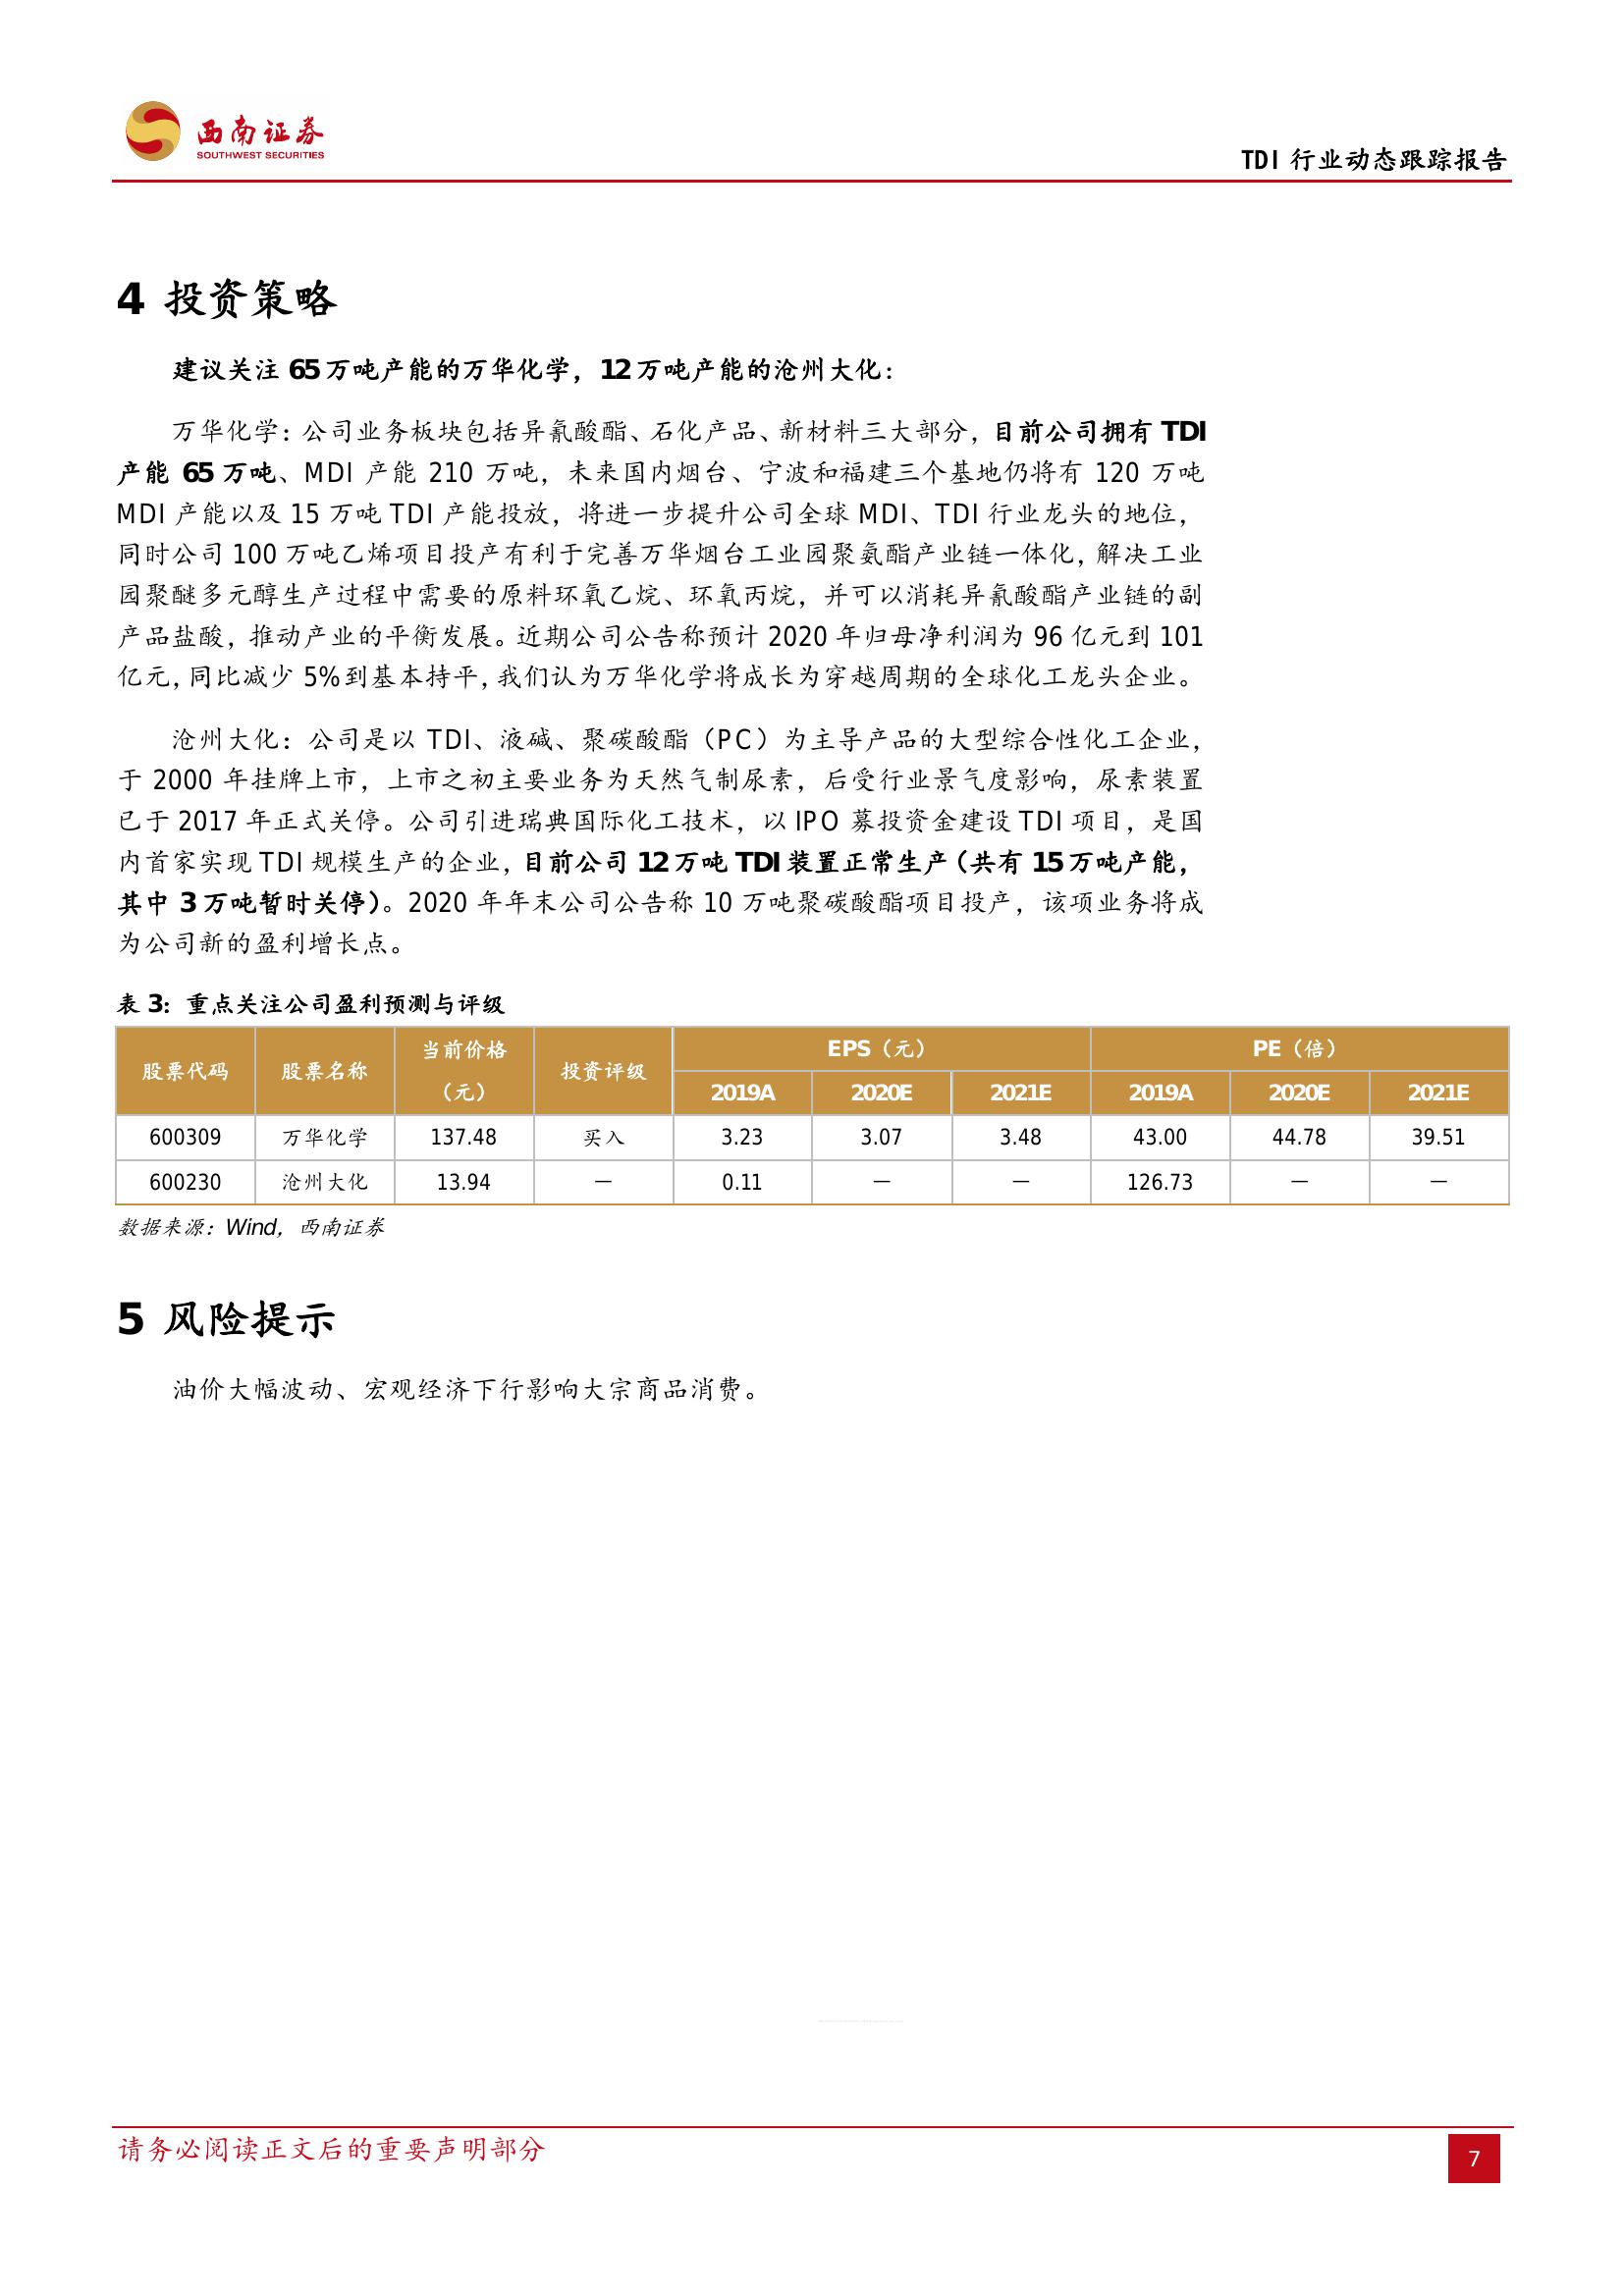 西南证券
SOUTHWEST SECURITIES
TDI 行业动态跟踪报告
4 投资策略
建议关注 65 万吨产能的万华化学，12 万吨产能的沧州大化：
万华化学：公司业务板块包括异氰酸酯、石化产品、新材料三大部分，目前公司拥有 TDI
产能 65 万吨、MDI 产能 210 万吨，未来国内烟台、宁波和福建三个基地仍将有 120 万吨
MDI 产能以及 15 万吨 TDI 产能投放，将进一步提升公司全球 MDI、TDI 行业龙头的地位，
同时公司 100 万吨乙烯项目投产有利于完善万华烟台工业园聚氨酯产业链一体化，解决工业
园聚醚多元醇生产过程中需要的原料环氧乙烷、环氧丙烷，并可以消耗异氰酸酯产业链的副
产品盐酸，推动产业的平衡发展。近期公司公告称预计 2020 年归母净利润为 96 亿元到 101
亿元，同比减少 5%到基本持平，我们认为万华化学将成长为穿越周期的全球化工龙头企业。
沧州大化：公司是以 TDI、液碱、聚碳酸酯（PC）为主导产品的大型综合性化工企业，
于 2000 年挂牌上市，上市之初主要业务为天然气制尿素，后受行业景气度影响，尿素装置
已于 2017 年正式关停。公司引进瑞典国际化工技术，以 IPO 募投资金建设 TDI 项目，是国
内首家实现 TDI 规模生产的企业，目前公司 12 万吨 TDI 装置正常生产（共有 15 万吨产能，
其中 3 万吨暂时关停）。2020 年年末公司公告称 10 万吨聚碳酸酯项目投产，该项业务将成
为公司新的盈利增长点。
表 3：重点关注公司盈利预测与评级
股票代码 股票名称 当前价格（元） 投资评级 EPS（元） PE（倍）
2019A 2020E 2021E 2019A 2020E 2021E
600309 万华化学 137.48 买入 3.23 3.07 3.48 43.00 44.78 39.51
600230 沧州大化 13.94 — 0.11 — — 126.73 — —
数据来源：Wind，西南证券
5 风险提示
油价大幅波动、宏观经济下行影响大宗商品消费。
请务必阅读正文后的重要声明部分
7